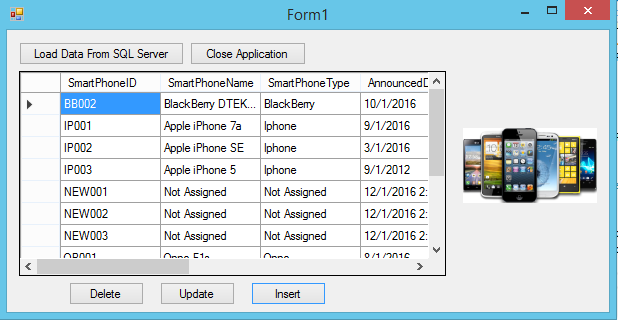 Form1
Load Data From SQL Server Close Application
SmartPhoneID SmartPhoneName SmartPhoneType AnnouncedD
BB002 BlackBerry DTEK... BlackBerry 10/1/2016
IP001 Apple iPhone 7a Iphone 9/1/2016
IP002 Apple iPhone SE Iphone 3/1/2016
IP003 Apple iPhone 5 Iphone 9/1/2012
NEW001 Not Assigned Not Assigned 12/1/2016 2:
NEW002 Not Assigned Not Assigned 12/1/2016 2:
NEW003 Not Assigned Not Assigned 12/1/2016 2:
OP001 Oppo F1s Oppo 8/1/2016
Delete Update Insert